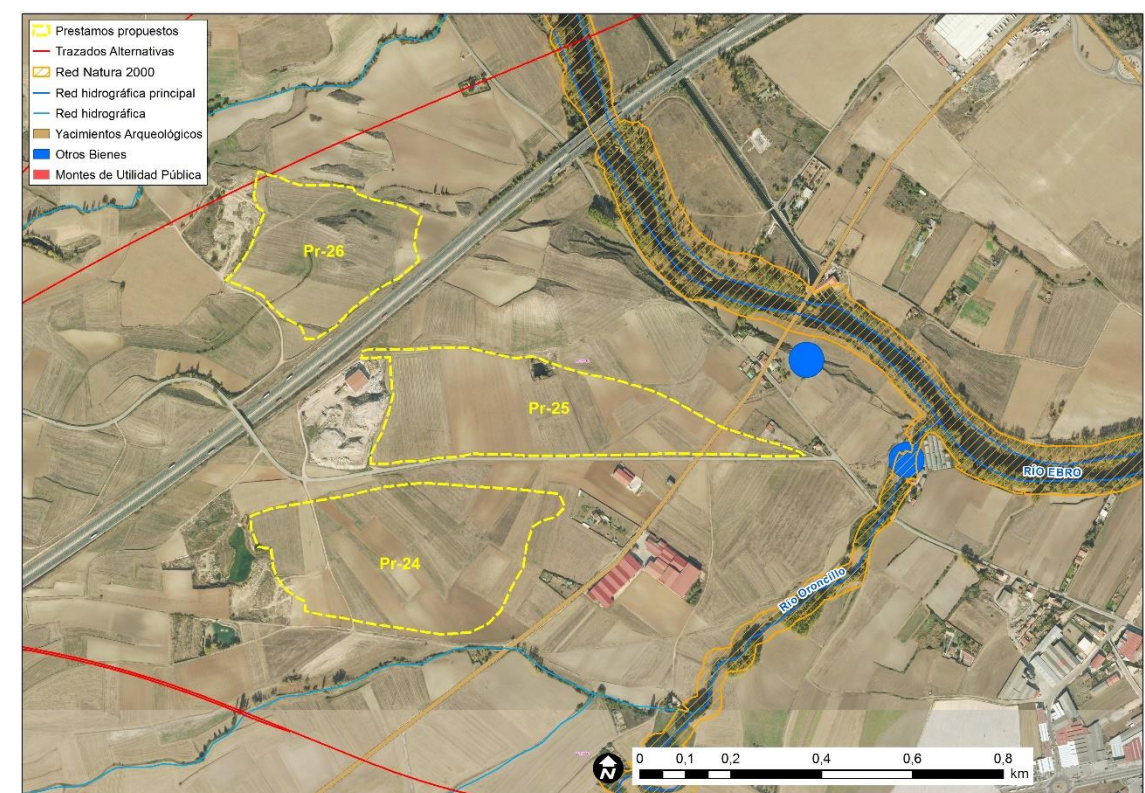 Prestamos propuestos
Trazados Alternativas
Red Natura 2000
Red hidrográfica principal
Red hidrográfica
Yacimientos Arqueológicos
Otros Bienes
Montes de Utilidad Pública
Pr-26
Pr-25
RÍO EBRO
Pr-24
Río Oroncillo
N
0 0,1 0,2 0,4 0,6 0,8
km